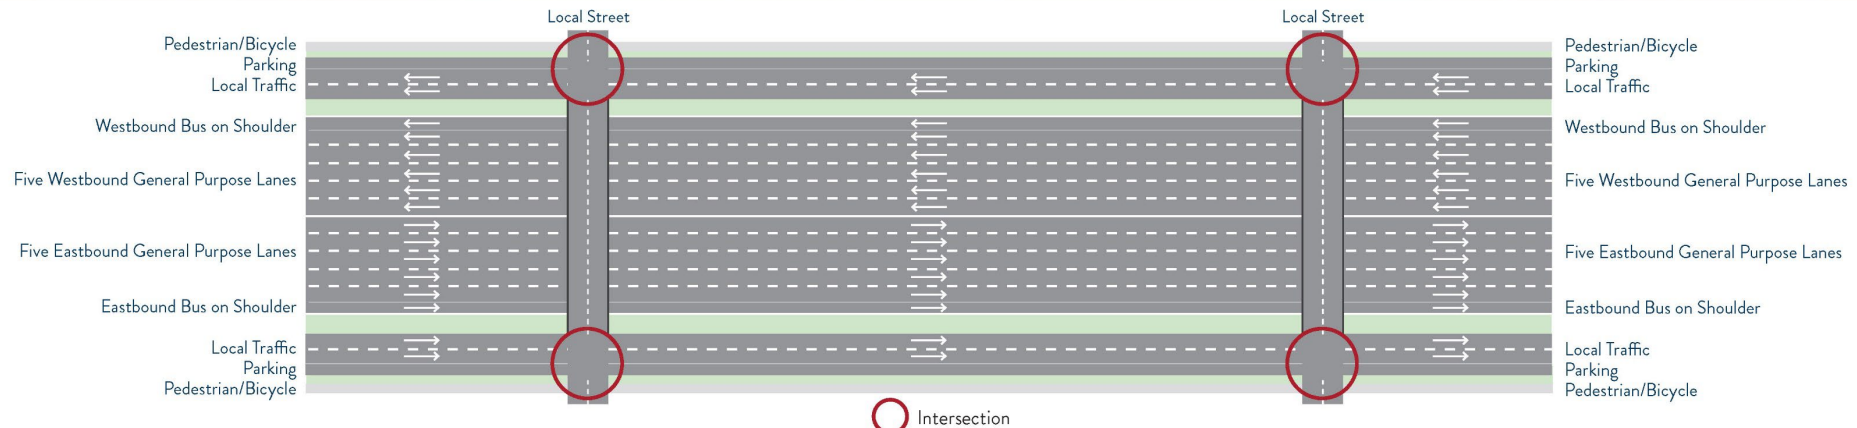 Local Street
Local Street
Pedestrian/Bicycle
Parking
Local Traffic
Westbound Bus on Shoulder
Five Westbound General Purpose Lanes
Five Eastbound General Purpose Lanes
Eastbound Bus on Shoulder
Local Traffic
Parking
Pedestrian/Bicycle
Pedestrian/Bicycle
Parking
Local Traffic
Westbound Bus on Shoulder
Five Westbound General Purpose Lanes
Five Eastbound General Purpose Lanes
Eastbound Bus on Shoulder
Local Traffic
Parking
Pedestrian/Bicycle
Intersection